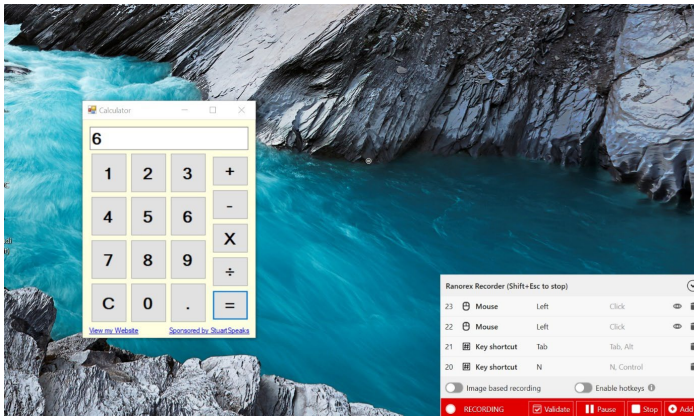 Calculator
6
1 2 3 +
4 5 6 -
X
7 8 9 ÷
C 0 . =
View my Website Sponsored by StuartSpeaks
Ranorex Recorder (Shift+Esc to stop)
23 Mouse Left Click
22 Mouse Left Click
21 Key shortcut Tab Tab, Alt
20 Key shortcut N N, Control
Image based recording Enable hotkeys
RECORDING Validate Pause Stop Add